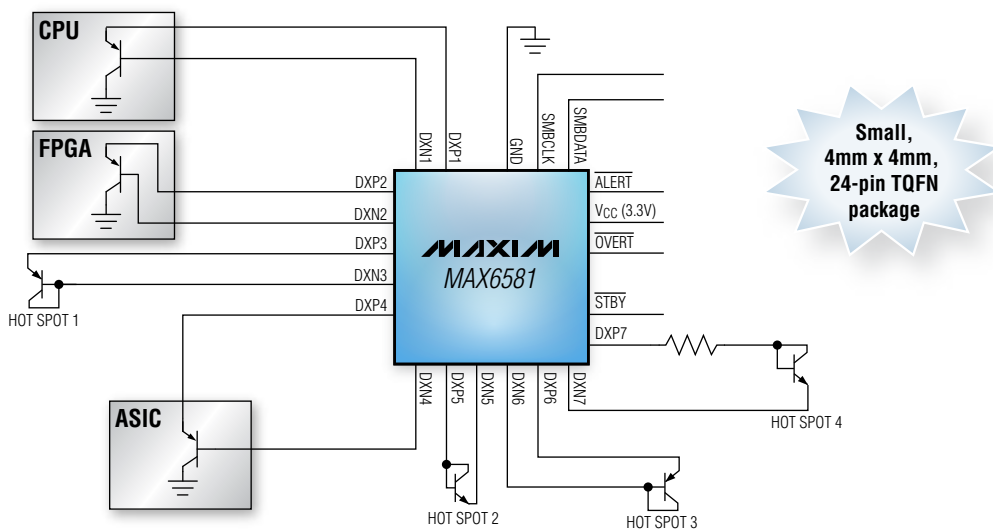 CPU
FPGA
DXN1
DXP1
GND
SMBCLK
SMBDATA
DXP2
DXN2
DXP3
DXN3
DXP4
ALERT
VCC (3.3V)
OVERT
STBY
DXP7
MAXIM
MAX6581
HOT SPOT 1
ASIC
DXN4
DXP5
DXN5
DXN6
DXP6
DXN7
HOT SPOT 2
HOT SPOT 3
HOT SPOT 4
Small,
4mm x 4mm,
24-pin TQFN
package